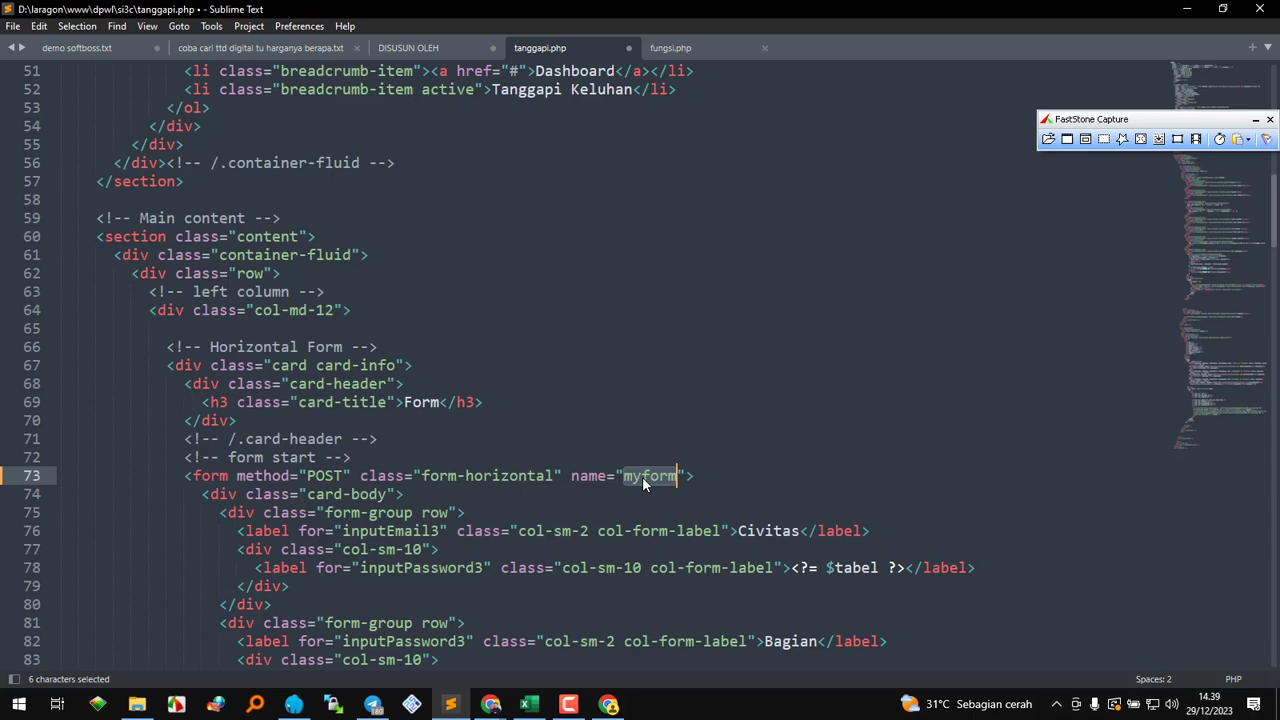 D:\laragon\www\dpwl\si3c\tanggapi.php • - Sublime Text
File Edit Selection Find View Goto Tools Project Preferences Help
demo softboss.txt coba cari ttd digital tu harganya berapa.txt DISUSUN OLEH tanggapi.php fungsi.php
51 <li class="breadcrumb-item"><a href="#">Dashboard</a></li>
52 <li class="breadcrumb-item active">Tanggapi Keluhan</li>
53 </ol>
54 </div>
55 </div>
56 </div><!-- /.container-fluid -->
57 </section>
58
59 <!-- Main content -->
60 <section class="content">
61 <div class="container-fluid">
62 <div class="row">
63 <!-- left column -->
64 <div class="col-md-12">
65
66 <!-- Horizontal Form -->
67 <div class="card card-info">
68 <div class="card-header">
69 <h3 class="card-title">Form</h3>
70 </div>
71 <!-- /.card-header -->
72 <!-- form start -->
73 <form method="POST" class="form-horizontal" name="myform">
74 <div class="card-body">
75 <div class="form-group row">
76 <label for="inputEmail3" class="col-sm-2 col-form-label">Civitas</label>
77 <div class="col-sm-10">
78 <label for="inputPassword3" class="col-sm-10 col-form-label"><?= $tabel ?></label>
79 </div>
80 </div>
81 <div class="form-group row">
82 <label for="inputPassword3" class="col-sm-2 col-form-label">Bagian</label>
83 <div class="col-sm-10">
FastStone Capture
6 characters selected Spaces: 2 PHP
31°C Sebagian cerah 14.39
29/12/2023